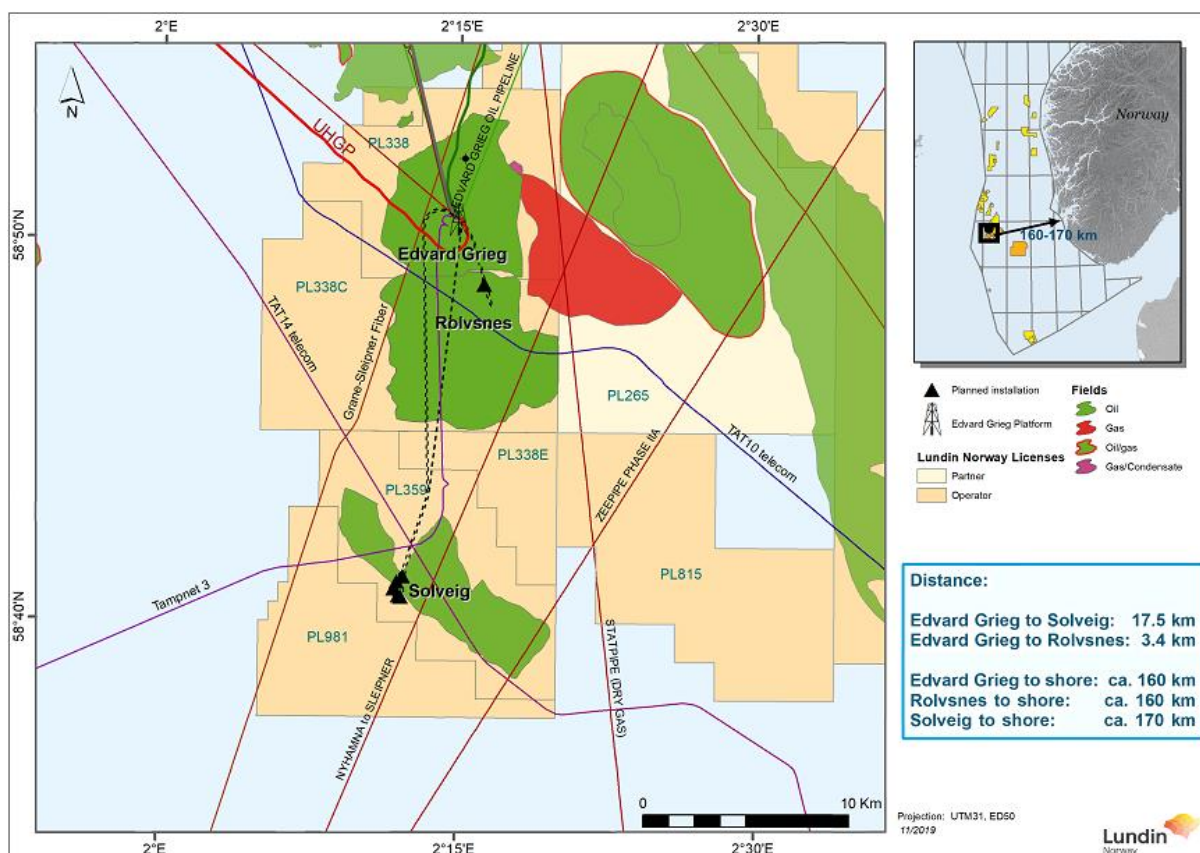 2°E
2°15'E
2°30'E
58°50'N
58°40'N
N
UHGP
PL338
EDVARD GRIEG OIL PIPELINE
Edvard Grieg
PL338C
Rolvsnes
TAT14 telecom
Grane-Sleipner Fiber
PL265
PL338E
PL359
ZEEPIPE PHASE IIA
TAT10 telecom
Tampnet 3
Solveig
PL815
PL981
NYHAMNA to SLEIPNER
STATPIPE (DRY GAS)
0 10 Km
2°E
2°15'E
2°30'E
Norway
160-170 km
Planned installation
Edvard Grieg Platform
Lundin Norway Licenses
Partner
Operator
Fields
Oil
Gas
Oil/gas
Gas/Condensate
Distance:
Edvard Grieg to Solveig: 17.5 km
Edvard Grieg to Rolvsnes: 3.4 km
Edvard Grieg to shore: ca. 160 km
Rolvsnes to shore: ca. 160 km
Solveig to shore: ca. 170 km
Projection: UTM31, ED50
11/2019
Lundin
Norway